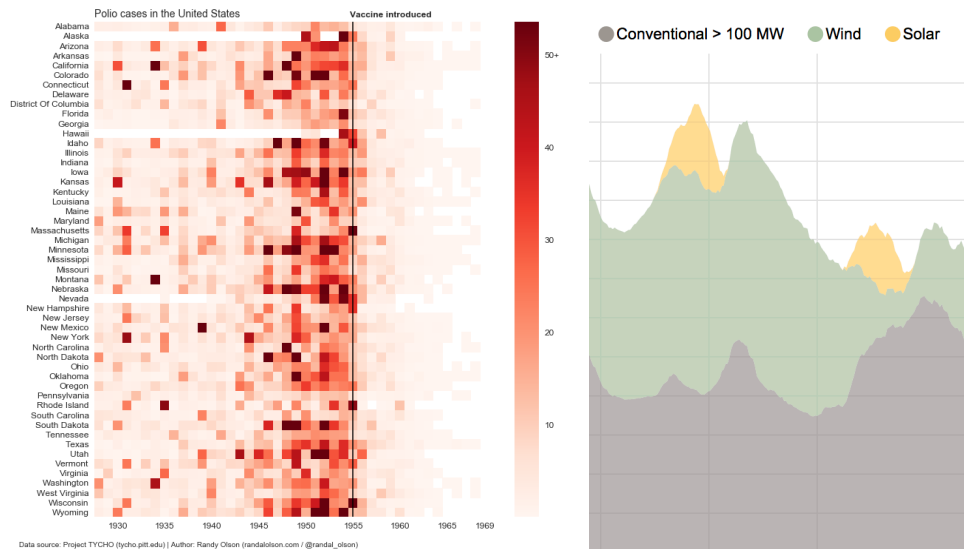 Polio cases in the United States
Vaccine introduced
Alabama
Alaska
Arizona
Arkansas
California
Colorado
Connecticut
Delaware
District Of Columbia
Florida
Georgia
Hawaii
Idaho
Illinois
Indiana
Iowa
Kansas
Kentucky
Louisiana
Maine
Maryland
Massachusetts
Michigan
Minnesota
Mississippi
Missouri
Montana
Nebraska
Nevada
New Hampshire
New Jersey
New Mexico
New York
North Carolina
North Dakota
Ohio
Oklahoma
Oregon
Pennsylvania
Rhode Island
South Carolina
South Dakota
Tennessee
Texas
Utah
Vermont
Virginia
Washington
West Virginia
Wisconsin
Wyoming
1930 1935 1940 1945 1950 1955 1960 1965 1969
50+
40
30
20
10
Data source: Project TYCHO (tycho.pitt.edu) | Author: Randy Olson (randalolson.com / @randal_olson)
Conventional > 100 MW Wind Solar